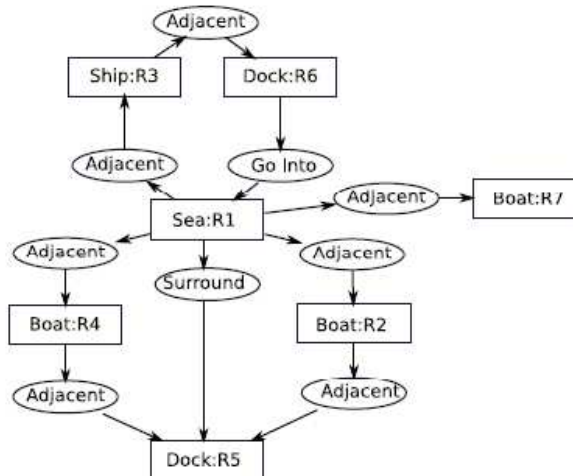 Adjacent
Ship:R3
Dock:R6
Adjacent
Go Into
Adjacent
Boat:R7
Sea:R1
Adjacent
Surround
Adjacent
Boat:R4
Boat:R2
Adjacent
Adjacent
Dock:R5